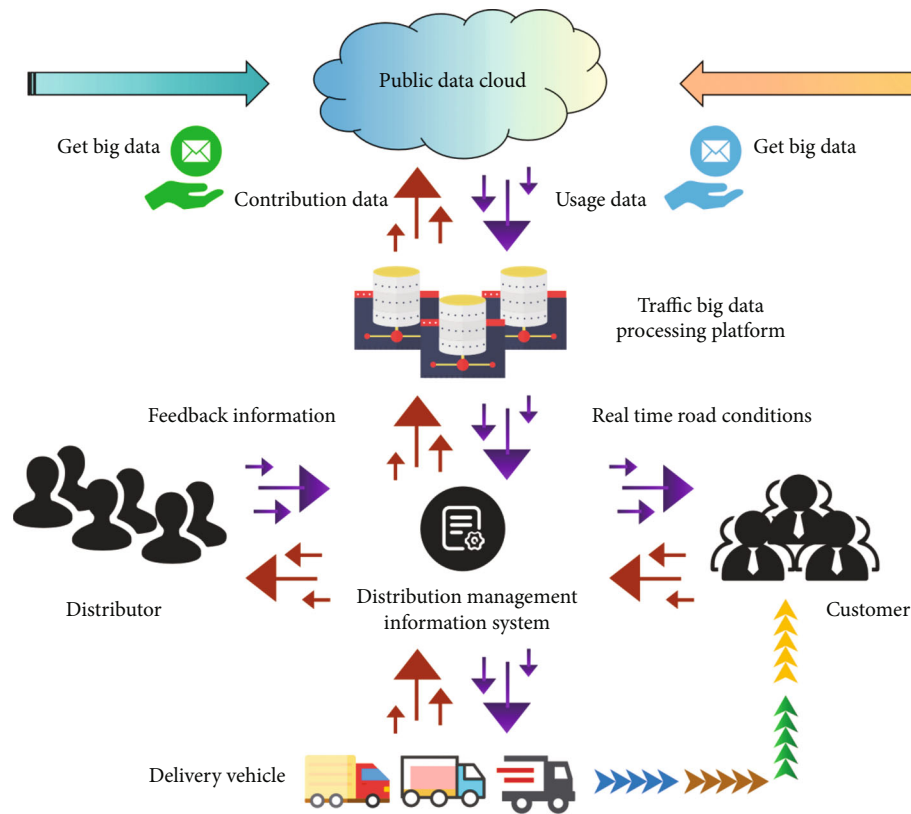 Public data cloud
Get big data
Get big data
Contribution data
Usage data
Traffic big data
processing platform
Feedback information
Real time road conditions
Distributor
Distribution management
information system
Customer
Delivery vehicle